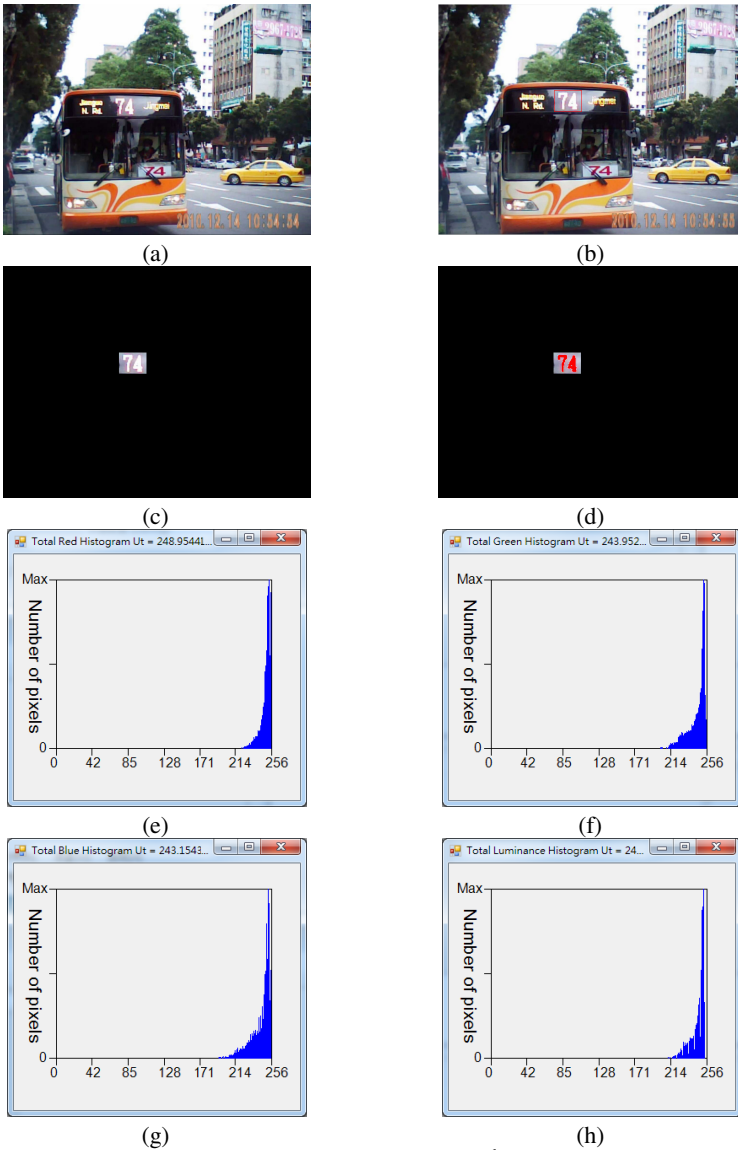 Jianguo
N. Rd.
74
Jingmei
74
2010.12.14 10:54:54
N. Rd.
74
Jingmei
74
2010.12.14 10:54:55
(a)
(b)
74
74
(c)
(d)
Total Red Histogram Ut = 248.95441...
Max
Number of pixels
0
0 42 85 128 171 214 256
Total Green Histogram Ut = 243.952...
Max
Number of pixels
0
0 42 85 128 171 214 256
(e)
(f)
Total Blue Histogram Ut = 243.1543...
Max
Number of pixels
0
0 42 85 128 171 214 256
Total Luminance Histogram Ut = 24...
Max
Number of pixels
0
0 42 85 128 171 214 256
(g)
(h)